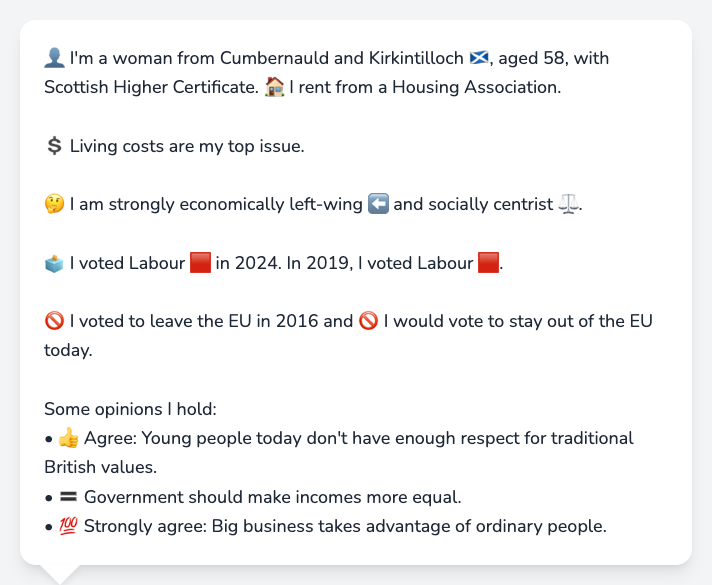 👤 I'm a woman from Cumbernauld and Kirkintilloch 🏴󠁧󠁢󠁳󠁣󠁴󠁿, aged 58, with
Scottish Higher Certificate. 🏠 I rent from a Housing Association.
💲 Living costs are my top issue.
🤔 I am strongly economically left-wing ⬅️ and socially centrist ⚖️.
🗳️ I voted Labour 🟥 in 2024. In 2019, I voted Labour 🟥.
🚫 I voted to leave the EU in 2016 and 🚫 I would vote to stay out of the EU
today.
Some opinions I hold:
• 👍 Agree: Young people today don't have enough respect for traditional
British values.
• 🟰 Government should make incomes more equal.
• 💯 Strongly agree: Big business takes advantage of ordinary people.